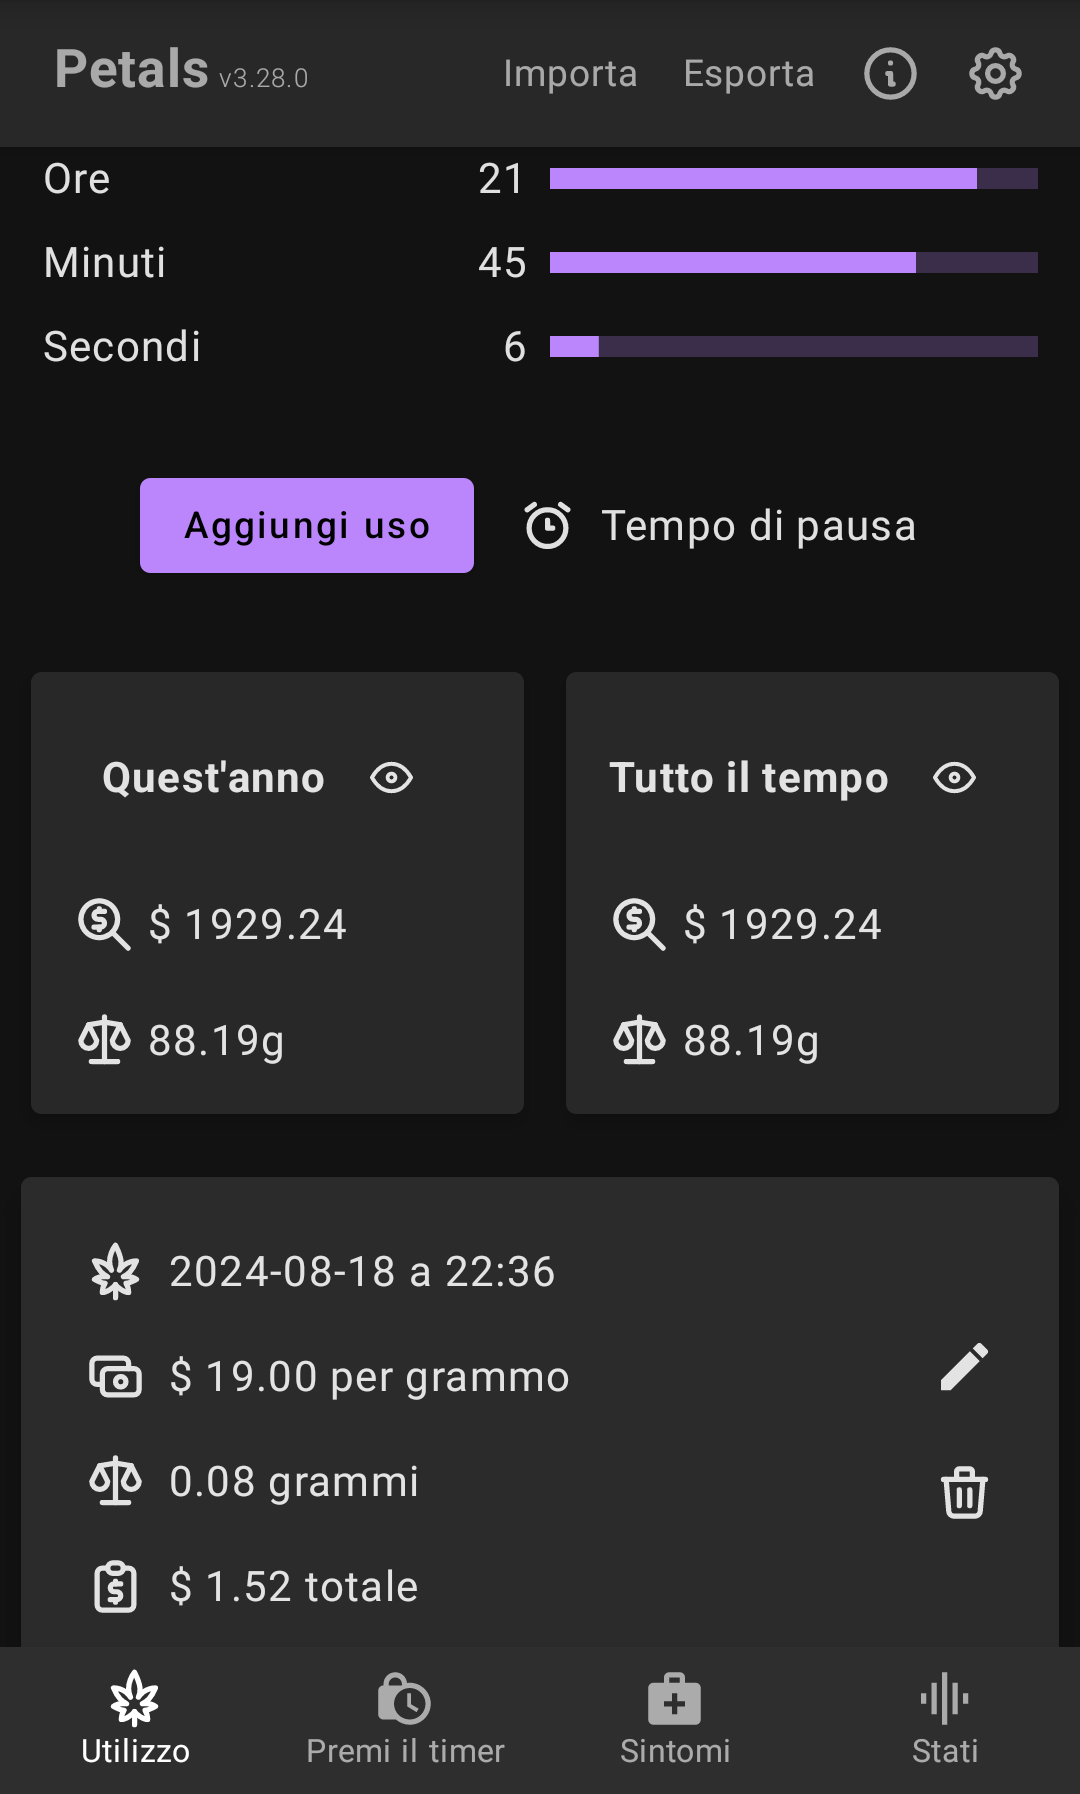 Petals v3.28.0 Importa Esporta
Ore 21
Minuti 45
Secondi 6
Aggiungi uso Tempo di pausa
Quest'anno
$ 1929.24
88.19g
Tutto il tempo
$ 1929.24
88.19g
2024-08-18 a 22:36
$ 19.00 per grammo
0.08 grammi
$ 1.52 totale
Utilizzo Premi il timer Sintomi Stati